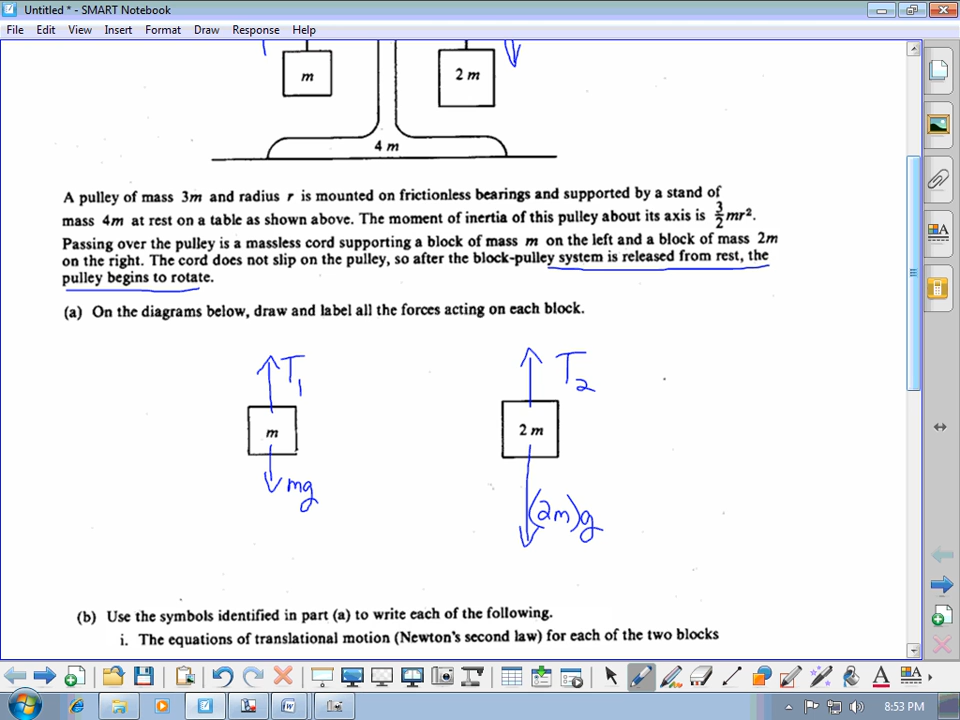 Untitled * - SMART Notebook
File Edit View Insert Format Draw Response Help
m
2 m
4 m
A pulley of mass 3m and radius r is mounted on frictionless bearings and supported by a stand of
mass 4m at rest on a table as shown above. The moment of inertia of this pulley about its axis is 3/2 mr².
Passing over the pulley is a massless cord supporting a block of mass m on the left and a block of mass 2m
on the right. The cord does not slip on the pulley, so after the block-pulley system is released from rest, the
pulley begins to rotate.
(a) On the diagrams below, draw and label all the forces acting on each block.
T₁
T₂
m
2 m
mg
(2m)g
(b) Use the symbols identified in part (a) to write each of the following.
i. The equations of translational motion (Newton's second law) for each of the two blocks
8:53 PM